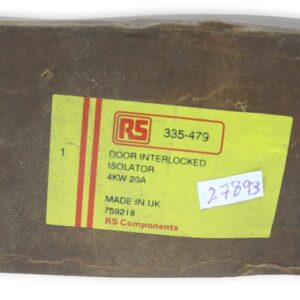 RS 335-479
1
DOOR INTERLOCKED
ISOLATOR
4KW 20A
27893
MADE IN UK
759218
RS Components